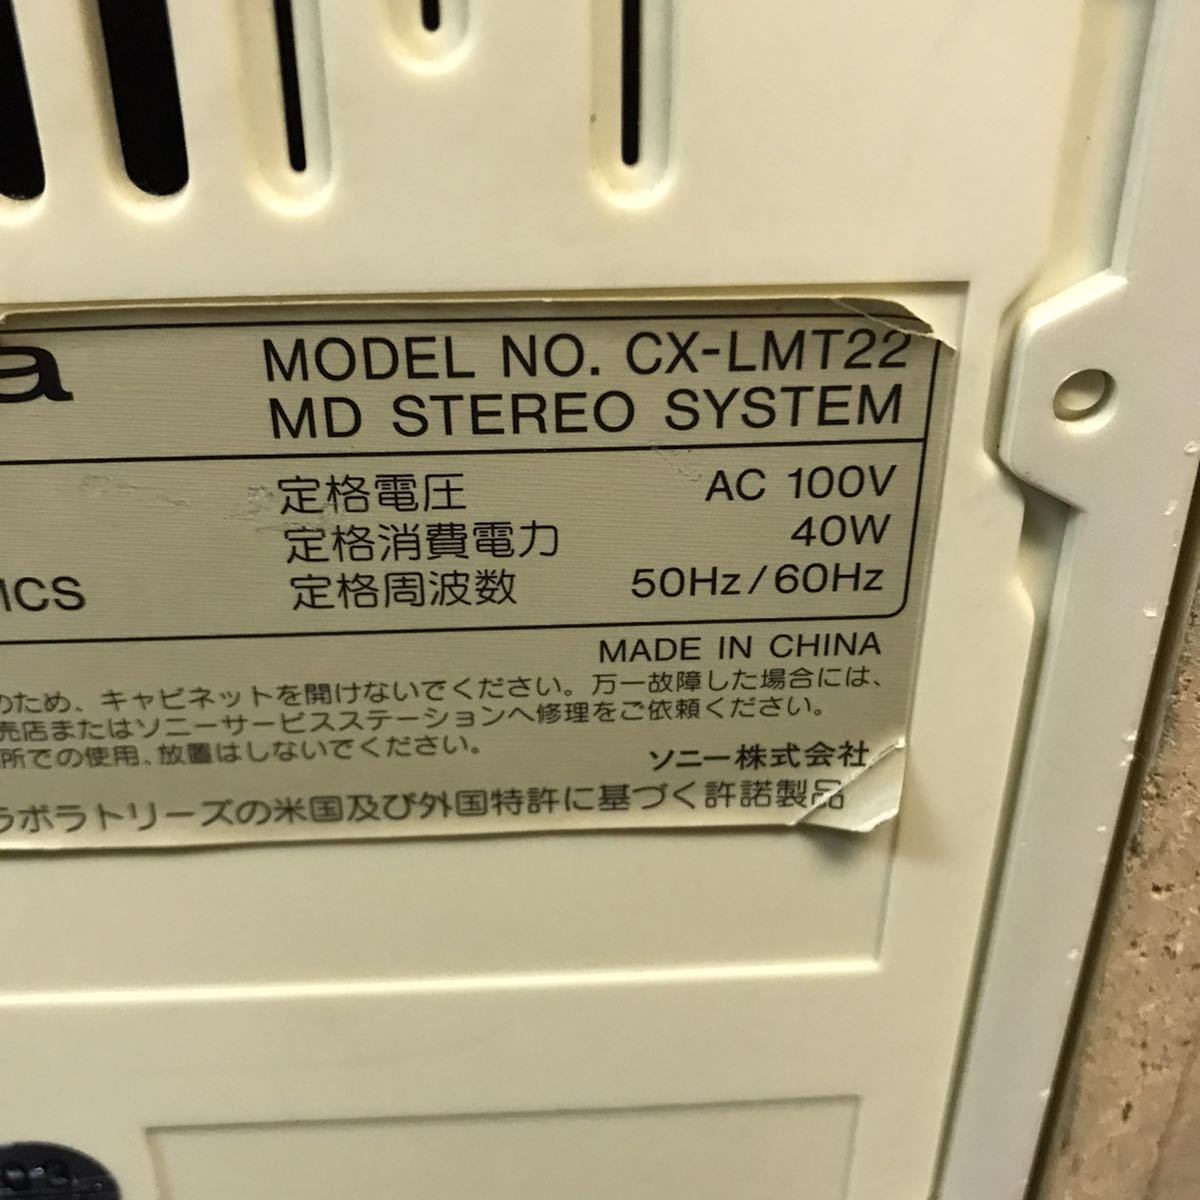 a
MODEL NO. CX-LMT22
MD STEREO SYSTEM
定格電圧 AC 100V
定格消費電力 40W
定格周波数 50Hz/60Hz
MCS
MADE IN CHINA
のため、キャビネットを開けないでください。万一故障した場合には、
売店またはソニーサービスステーションへ修理をご依頼ください。
所での使用、放置はしないでください。
ソニー株式会社
ラボラトリーズの米国及び外国特許に基づく許諾製品